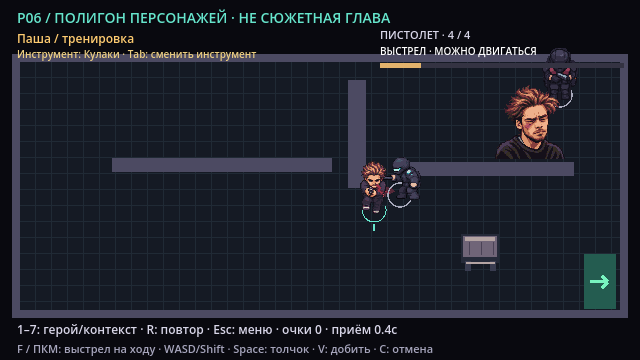 P06 / ПОЛИГОН ПЕРСОНАЖЕЙ · НЕ СЮЖЕТНАЯ ГЛАВА
Паша / тренировка
Инструмент: Кулаки · Tab: сменить инструмент
ПИСТОЛЕТ · 4 / 4
ВЫСТРЕЛ · МОЖНО ДВИГАТЬСЯ
1–7: герой/контекст · R: повтор · Esc: меню · очки 0 · приём 0.4с
F / ПКМ: выстрел на ходу · WASD/Shift · Space: толчок · V: добить · C: отмена